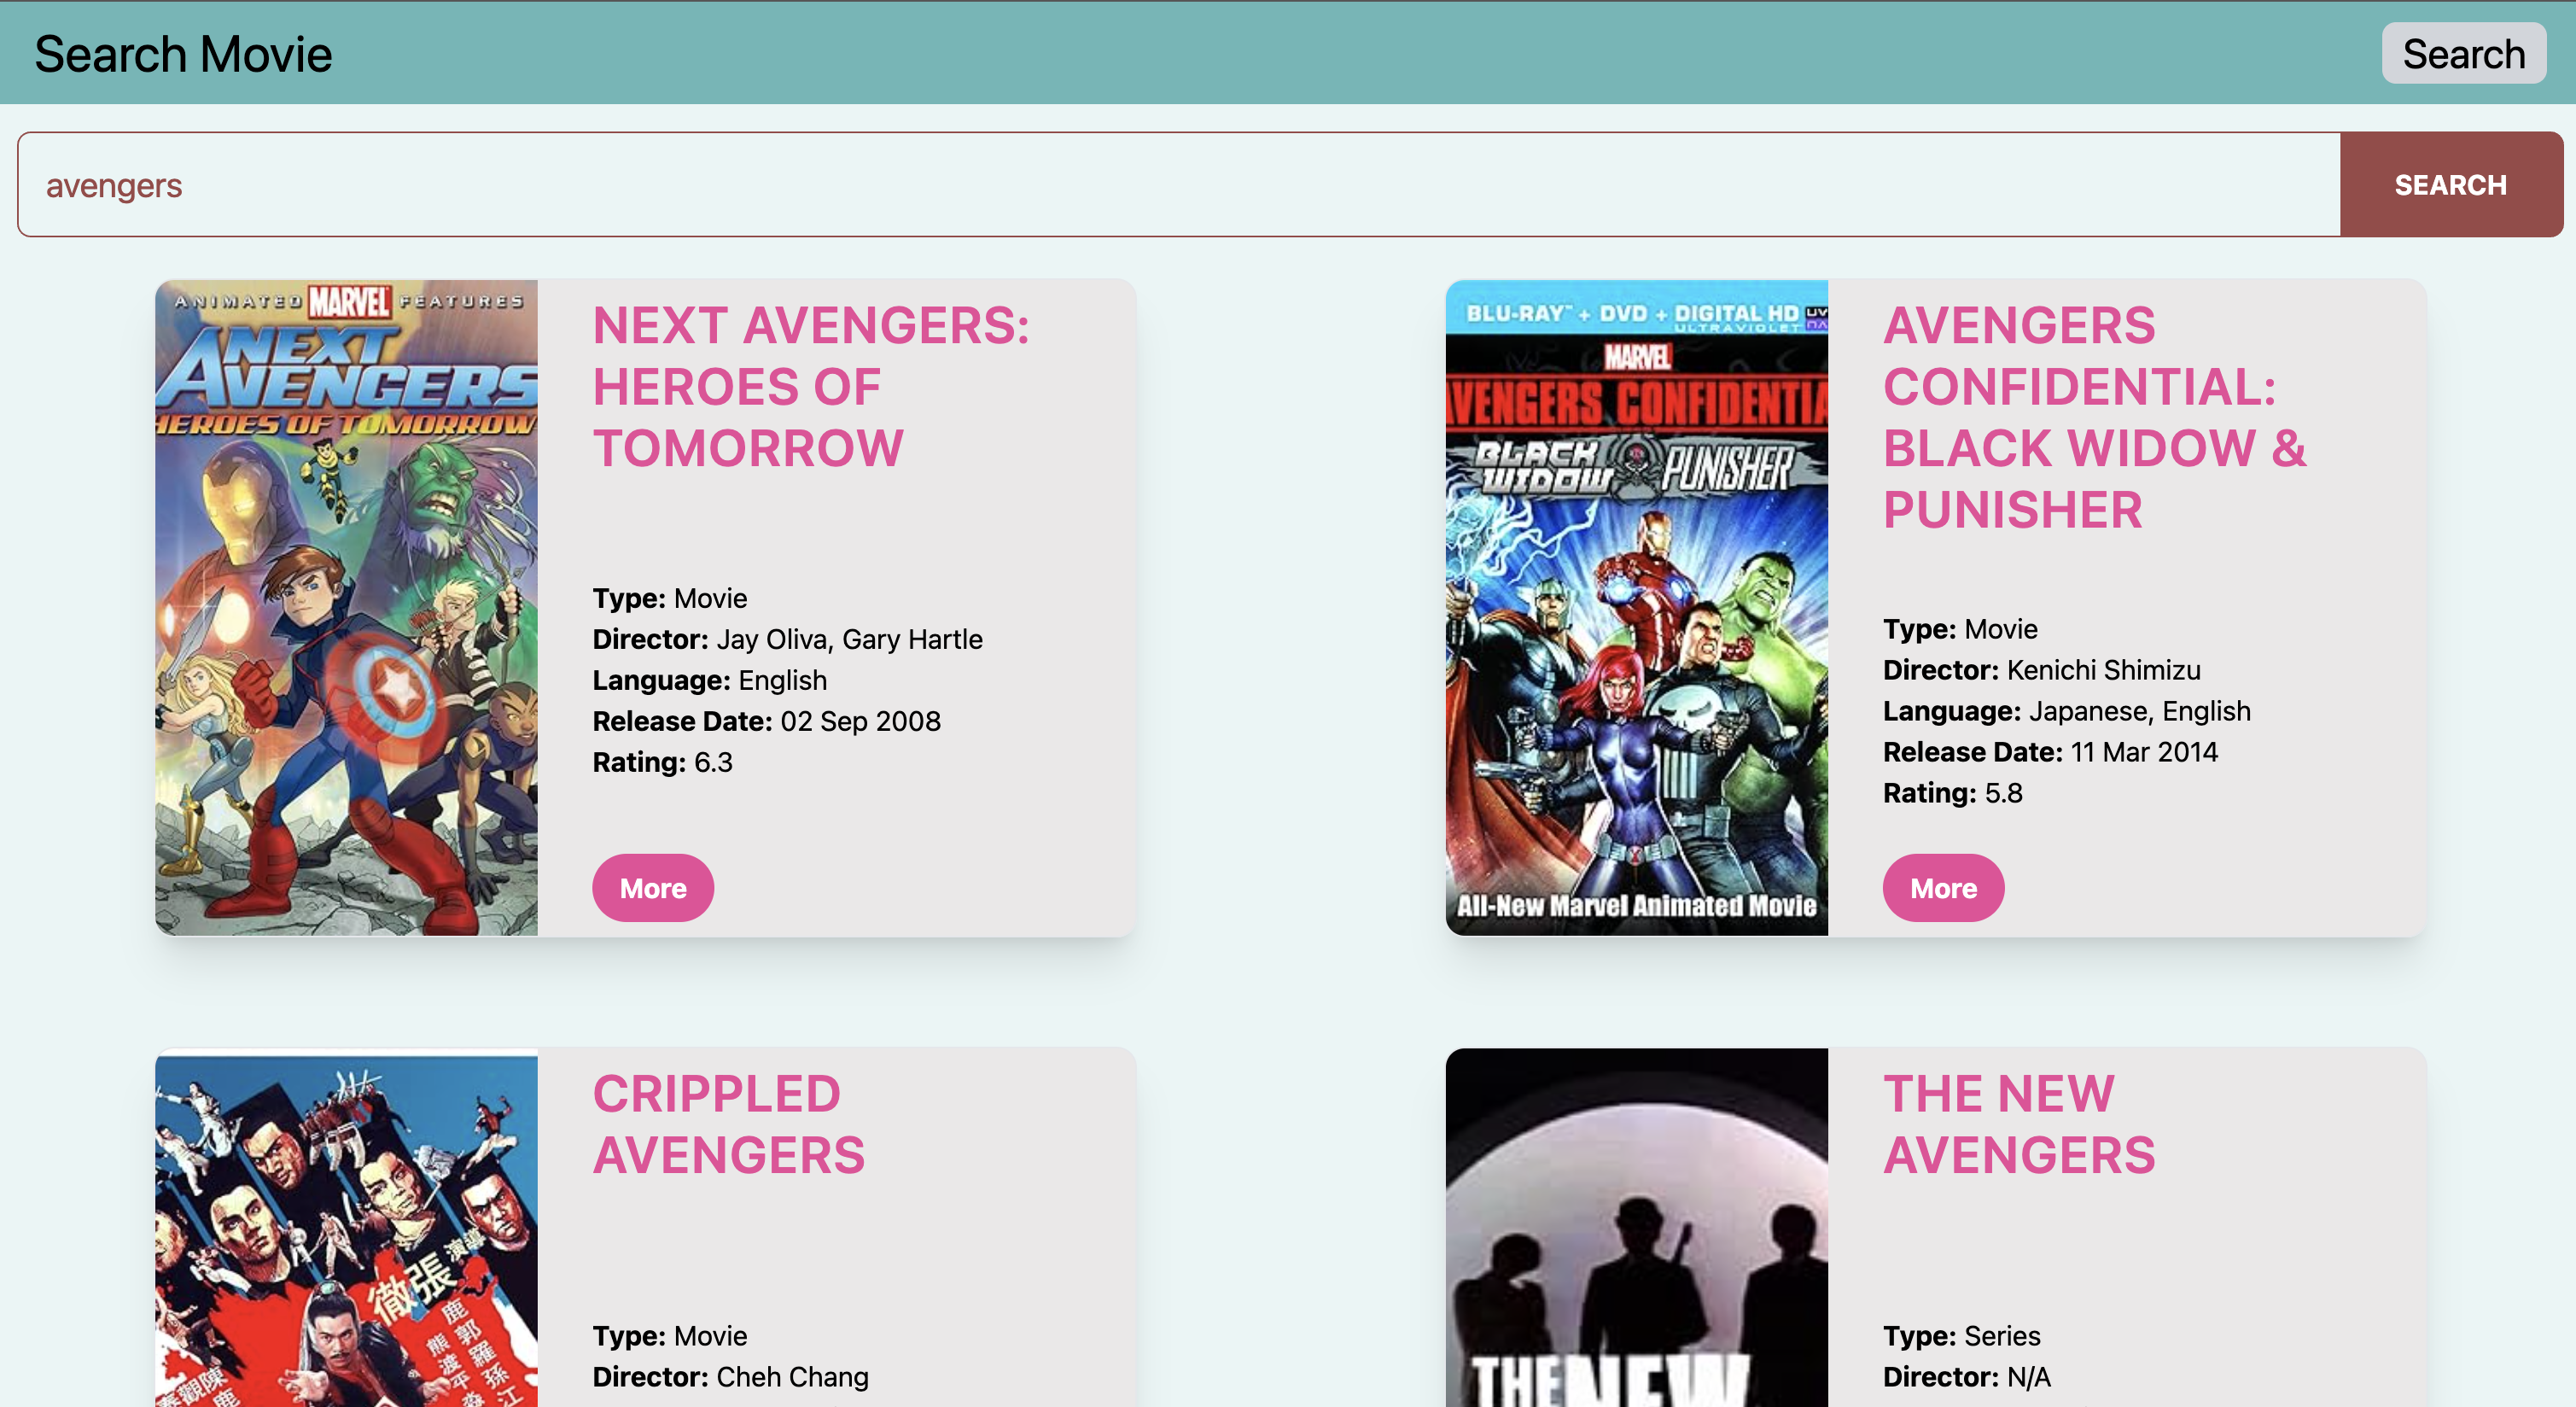 Search Movie
Search
avengers
SEARCH
ANIMATED MARVEL FEATURES
NEXT
AVENGERS
HEROES OF TOMORROW
NEXT AVENGERS:
HEROES OF
TOMORROW
Type: Movie
Director: Jay Oliva, Gary Hartle
Language: English
Release Date: 02 Sep 2008
Rating: 6.3
More
BLU-RAY™ + DVD + DIGITAL HD UV
ULTRAVIOLET
MARVEL
VENGERS CONFIDENTIA
BLACK WIDOW PUNISHER
All-New Marvel Animated Movie
AVENGERS
CONFIDENTIAL:
BLACK WIDOW &
PUNISHER
Type: Movie
Director: Kenichi Shimizu
Language: Japanese, English
Release Date: 11 Mar 2014
Rating: 5.8
More
張徹
CRIPPLED
AVENGERS
Type: Movie
Director: Cheh Chang
THE NEW
THE NEW
AVENGERS
Type: Series
Director: N/A